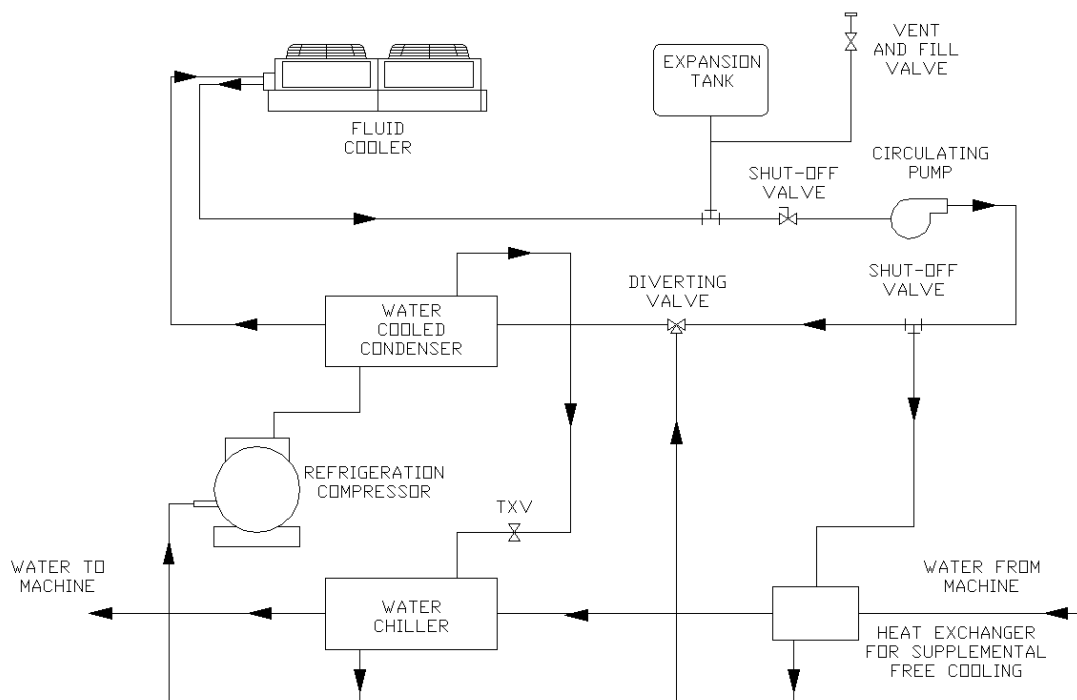 VENT
AND FILL
VALVE
EXPANSION
TANK
FLUID
COOLER
CIRCULATING
PUMP
SHUT-OFF
VALVE
SHUT-OFF
VALVE
DIVERTING
VALVE
WATER
COOLED
CONDENSER
REFRIGERATION
COMPRESSOR
TXV
WATER TO
MACHINE
WATER FROM
MACHINE
WATER
CHILLER
HEAT EXCHANGER
FOR SUPPLEMENTAL
FREE COOLING